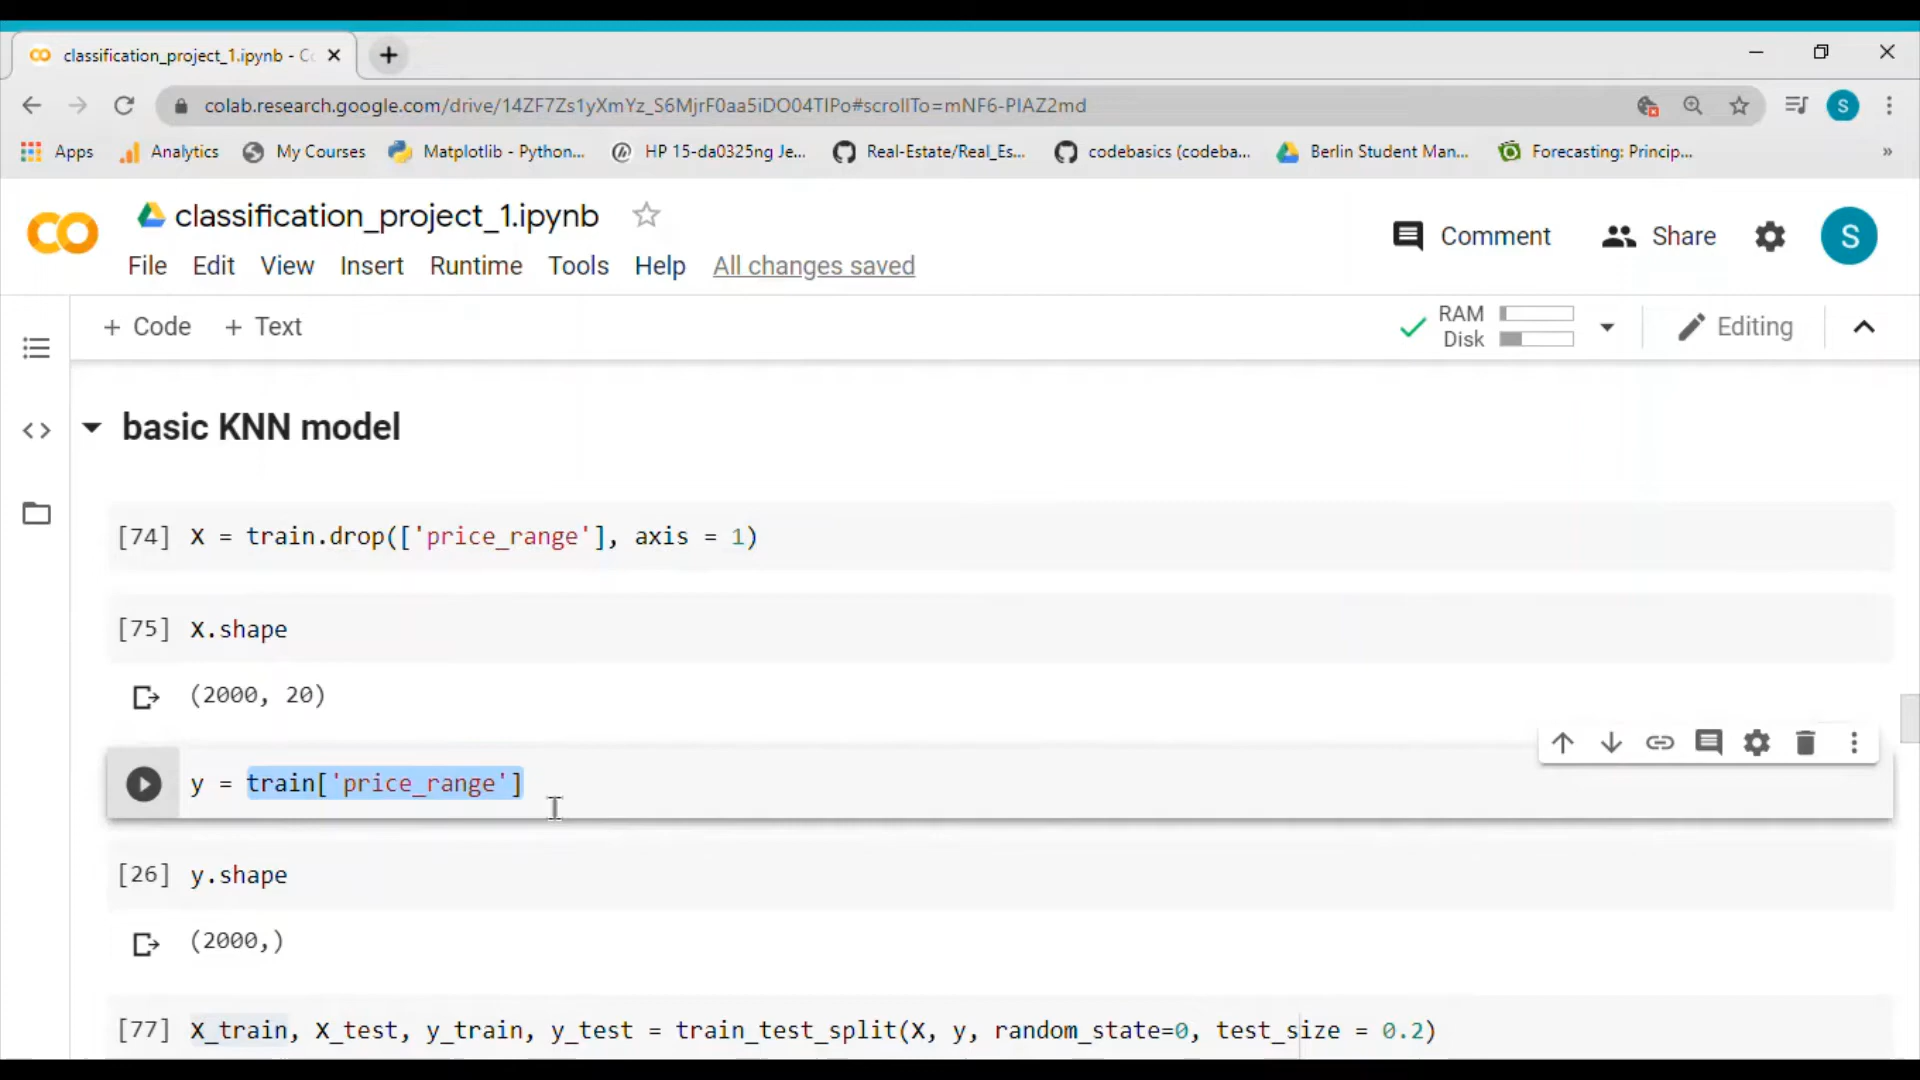 classification_project_1.ipynb - Co
colab.research.google.com/drive/14ZF7Zs1yXmYz_S6MjrF0aa5iDO04TIPo#scrollTo=mNF6-PIAZ2md
S
Apps
Analytics
My Courses
Matplotlib - Python...
HP 15-da0325ng Je...
Real-Estate/Real_Es...
codebasics (codeba...
Berlin Student Man...
Forecasting: Princip...
»
classification_project_1.ipynb
Comment
Share
S
File Edit View Insert Runtime Tools Help All changes saved
+ Code + Text
RAM
Disk
Editing
basic KNN model
[74] X = train.drop(['price_range'], axis = 1)
[75] X.shape
(2000, 20)
y = train['price_range']
[26] y.shape
(2000,)
[77] X_train, X_test, y_train, y_test = train_test_split(X, y, random_state=0, test_size = 0.2)